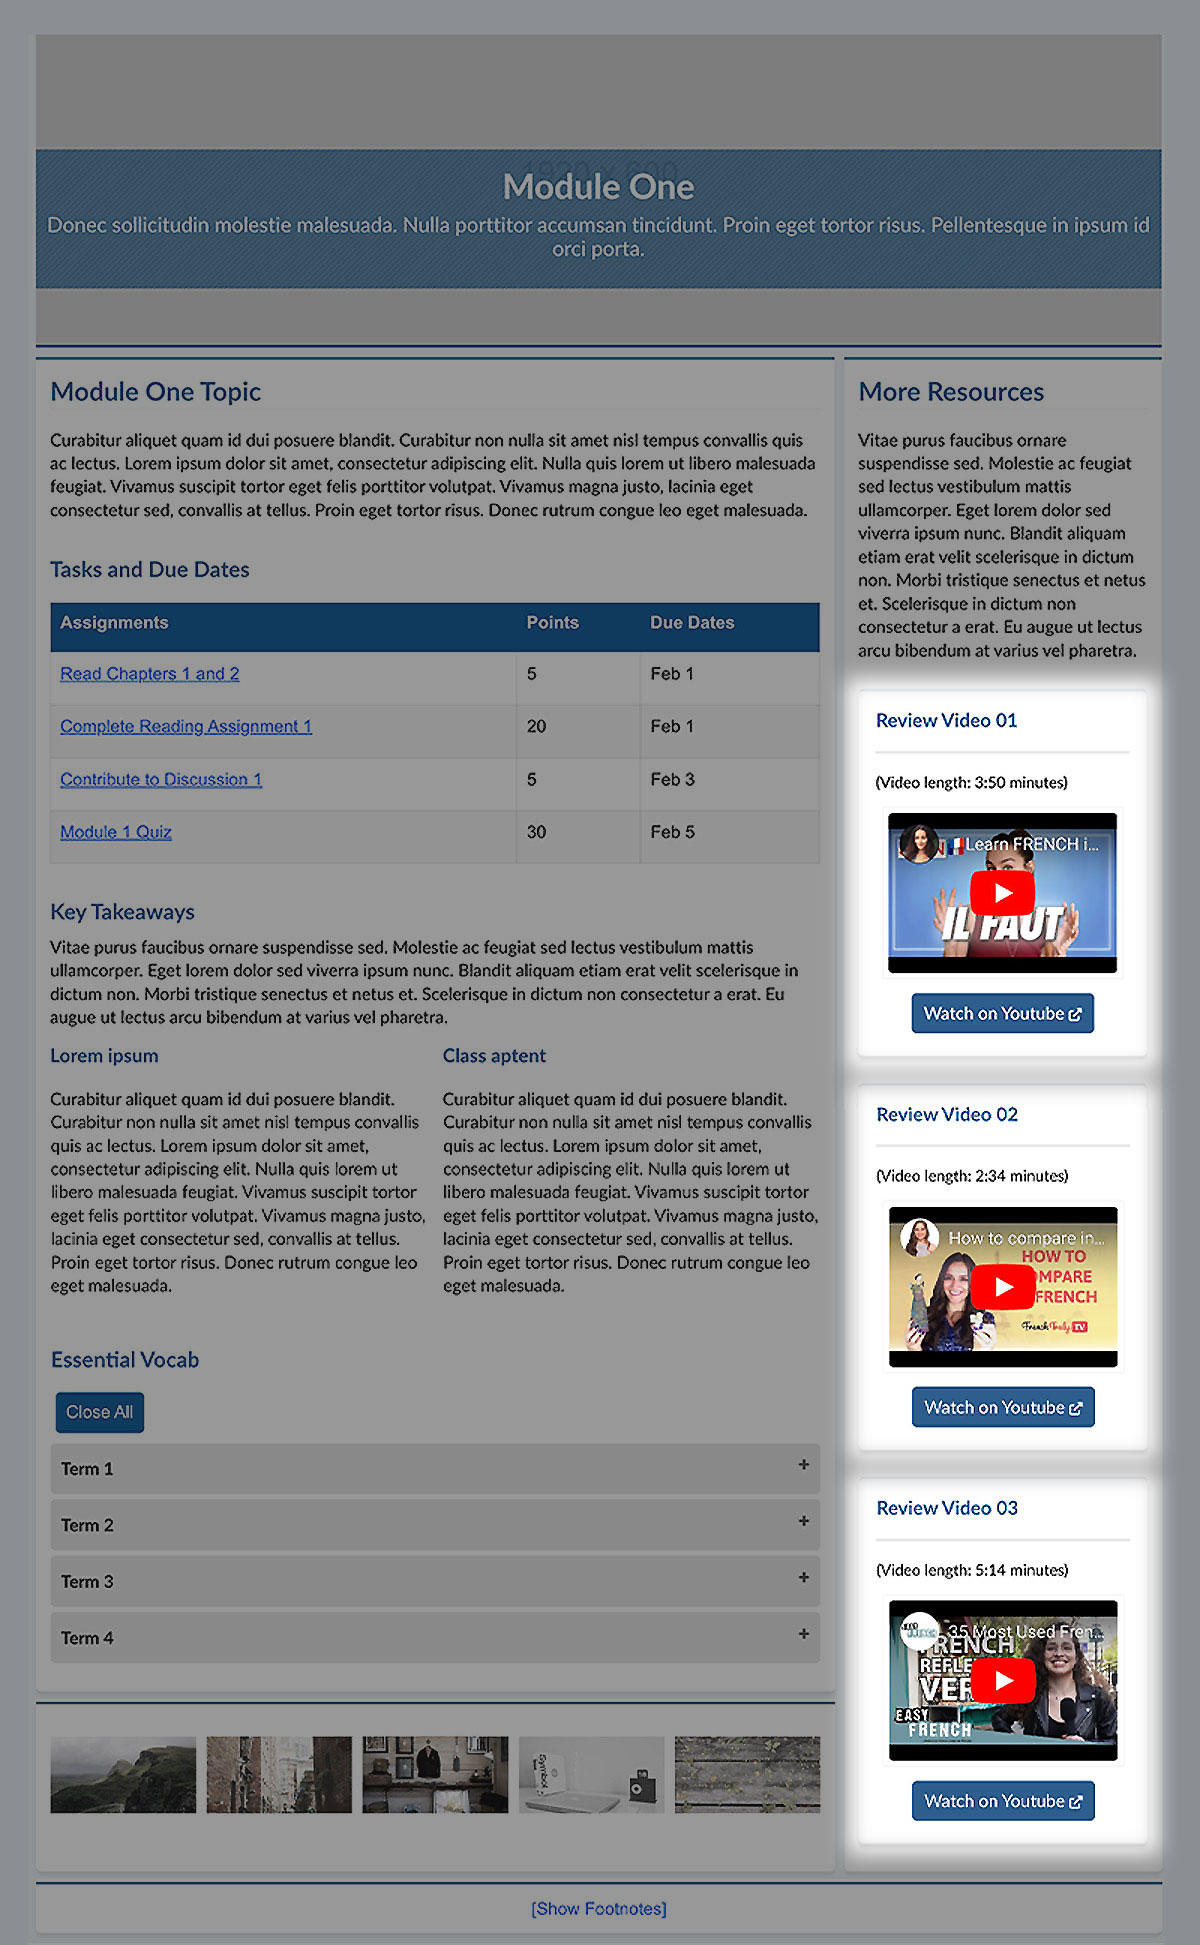 Module One
Donec sollicitudin molestie malesuada. Nulla porttitor accumsan tincidunt. Proin eget tortor risus. Pellentesque in ipsum id
orci porta.
Module One Topic
Curabitur aliquet quam id dui posuere blandit. Curabitur non nulla sit amet nisl tempus convallis quis
ac lectus. Lorem ipsum dolor sit amet, consectetur adipiscing elit. Nulla quis lorem ut libero malesuada
feugiat. Vivamus suscipit tortor eget felis porttitor volutpat. Vivamus magna justo, lacinia eget
consectetur sed, convallis at tellus. Proin eget tortor risus. Donec rutrum congue leo eget malesuada.
Tasks and Due Dates
Assignments Points Due Dates
Read Chapters 1 and 2 5 Feb 1
Complete Reading Assignment 1 20 Feb 1
Contribute to Discussion 1 5 Feb 3
Module 1 Quiz 30 Feb 5
Key Takeaways
Vitae purus faucibus ornare suspendisse sed. Molestie ac feugiat sed lectus vestibulum mattis
ullamcorper. Eget lorem dolor sed viverra ipsum nunc. Blandit aliquam etiam erat velit scelerisque in
dictum non. Morbi tristique senectus et netus et. Scelerisque in dictum non consectetur a erat. Eu
augue ut lectus arcu bibendum at varius vel pharetra.
Lorem ipsum
Curabitur aliquet quam id dui posuere blandit.
Curabitur non nulla sit amet nisl tempus convallis
quis ac lectus. Lorem ipsum dolor sit amet,
consectetur adipiscing elit. Nulla quis lorem ut
libero malesuada feugiat. Vivamus suscipit tortor
eget felis porttitor volutpat. Vivamus magna justo,
lacinia eget consectetur sed, convallis at tellus.
Proin eget tortor risus. Donec rutrum congue leo
eget malesuada.
Class aptent
Curabitur aliquet quam id dui posuere blandit.
Curabitur non nulla sit amet nisl tempus convallis
quis ac lectus. Lorem ipsum dolor sit amet,
consectetur adipiscing elit. Nulla quis lorem ut
libero malesuada feugiat. Vivamus suscipit tortor
eget felis porttitor volutpat. Vivamus magna justo,
lacinia eget consectetur sed, convallis at tellus.
Proin eget tortor risus. Donec rutrum congue leo
eget malesuada.
Essential Vocab
Close All
Term 1 +
Term 2 +
Term 3 +
Term 4 +
Symbol
More Resources
Vitae purus faucibus ornare
suspendisse sed. Molestie ac feugiat
sed lectus vestibulum mattis
ullamcorper. Eget lorem dolor sed
viverra ipsum nunc. Blandit aliquam
etiam erat velit scelerisque in dictum
non. Morbi tristique senectus et netus
et. Scelerisque in dictum non
consectetur a erat. Eu augue ut lectus
arcu bibendum at varius vel pharetra.
Review Video 01
(Video length: 3:50 minutes)
Learn FRENCH i...
IL FAUT
Watch on Youtube
Review Video 02
(Video length: 2:34 minutes)
How to compare in...
HOW TO
OMPARE
FRENCH
French Truly TV
Watch on Youtube
Review Video 03
(Video length: 5:14 minutes)
35 Most Used Fren...
FRENCH
REFLE
VER
EASY
FRENCH
Watch on Youtube
[Show Footnotes]